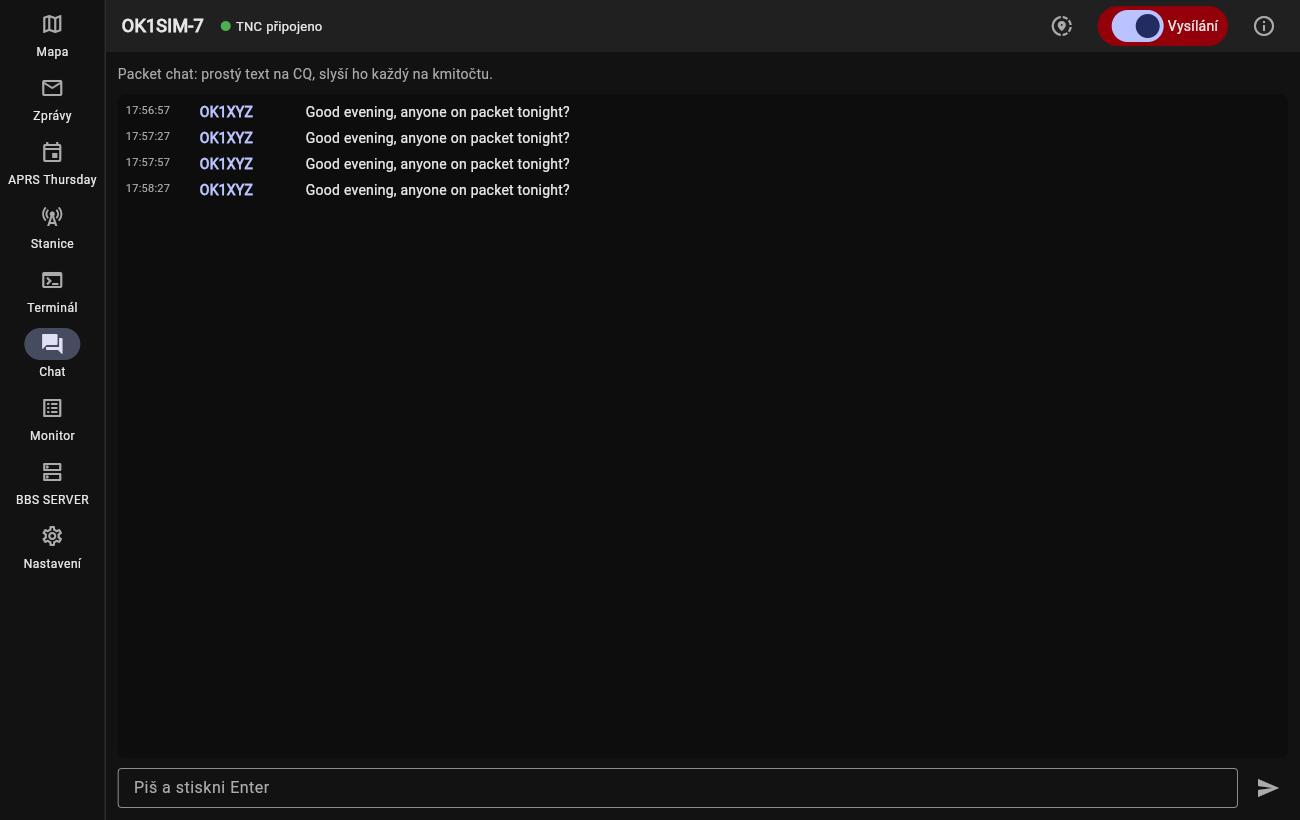 OK1SIM-7
TNC připojeno
Vysílání
Mapa
Zprávy
APRS Thursday
Stanice
Terminál
Chat
Monitor
BBS SERVER
Nastavení
Packet chat: prostý text na CQ, slyší ho každý na kmitočtu.
17:56:57 OK1XYZ Good evening, anyone on packet tonight?
17:57:27 OK1XYZ Good evening, anyone on packet tonight?
17:57:57 OK1XYZ Good evening, anyone on packet tonight?
17:58:27 OK1XYZ Good evening, anyone on packet tonight?
Piš a stiskni Enter